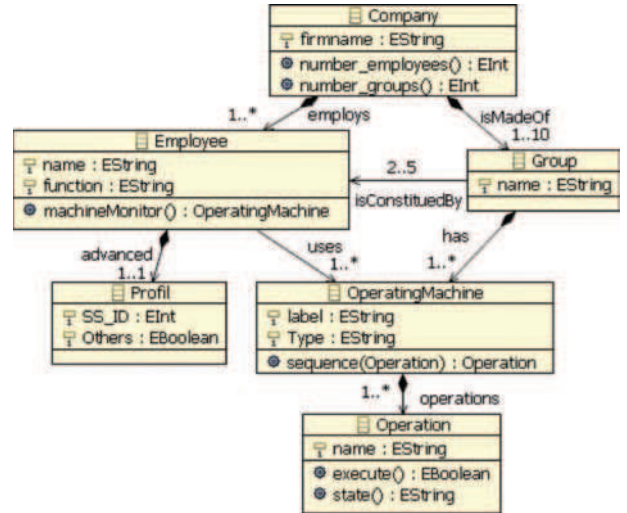 Company
firmname : EString
number_employees() : EInt
number_groups() : EInt
1..*
employs
isMadeOf
1..10
Employee
name : EString
function : EString
machineMonitor() : OperatingMachine
2..5
isConstituedBy
Group
name : EString
advanced
1..1
uses
1..*
has
1..*
Profil
SS_ID : EInt
Others : EBoolean
OperatingMachine
label : EString
Type : EString
sequence(Operation) : Operation
1..*
operations
Operation
name : EString
execute() : EBoolean
state() : EString